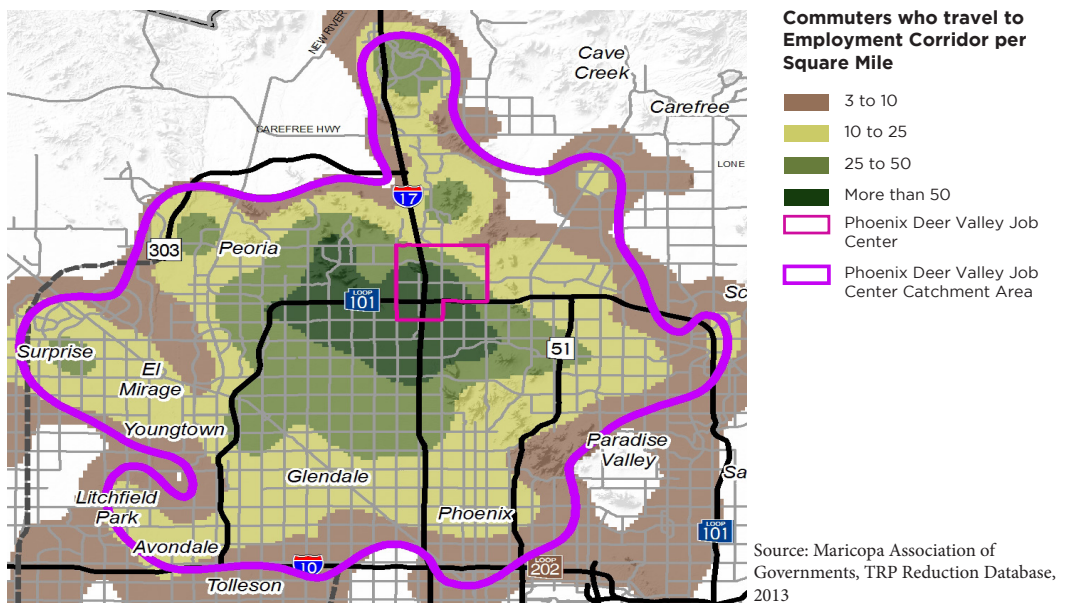 NEW RIVER
Cave
Creek
Carefree
CAREFREE HWY
LONE
17
303
Peoria
LOOP
101
Sc
51
Surprise
El
Mirage
Youngtown
Paradise
Valley
Glendale
Sa
Litchfield
Park
Phoenix
LOOP
101
Avondale
10
LOOP
202
Tolleson
Commuters who travel to
Employment Corridor per
Square Mile
3 to 10
10 to 25
25 to 50
More than 50
Phoenix Deer Valley Job
Center
Phoenix Deer Valley Job
Center Catchment Area
Source: Maricopa Association of
Governments, TRP Reduction Database,
2013